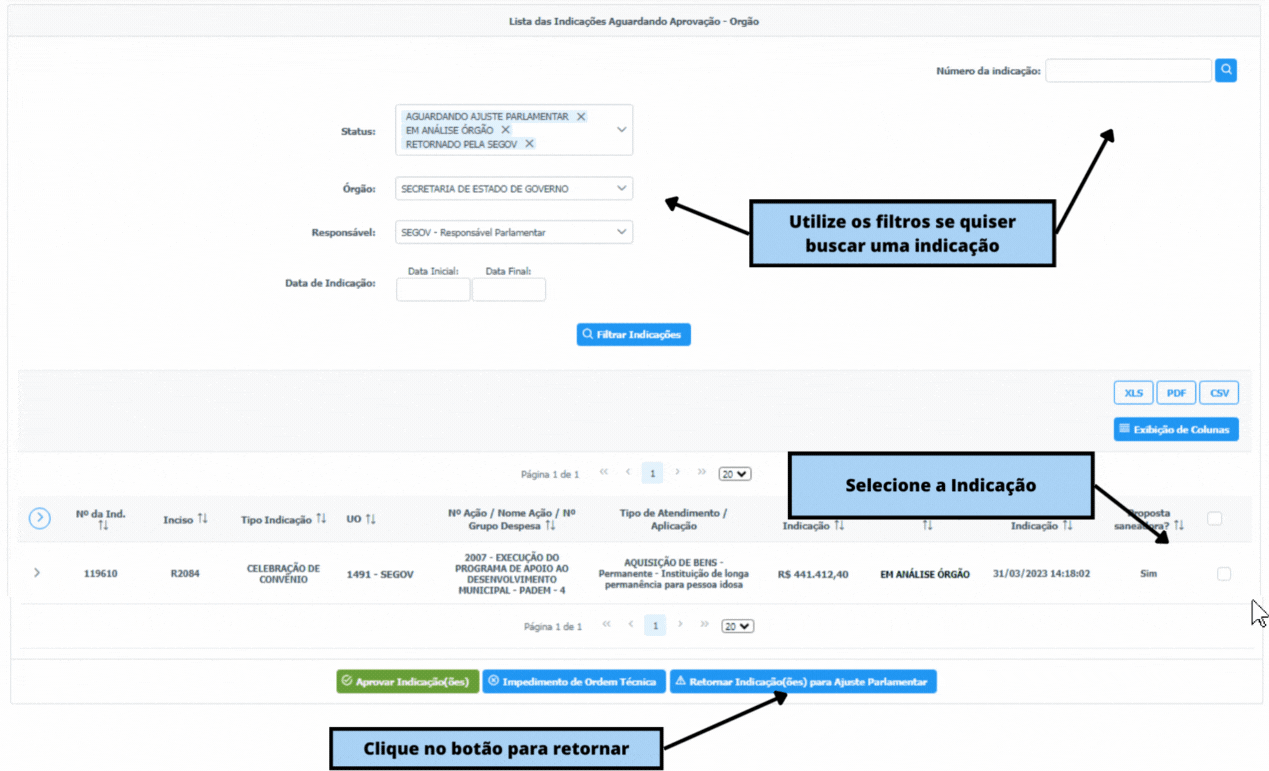 Lista das Indicações Aguardando Aprovação - Orgão
Número da indicação:
Status:
AGUARDANDO AJUSTE PARLAMENTAR
EM ANÁLISE ÓRGÃO
RETORNADO PELA SEGOV
Órgão:
SECRETARIA DE ESTADO DE GOVERNO
Utilize os filtros se quiser
buscar uma indicação
Responsável:
SEGOV - Responsável Parlamentar
Data Inicial: Data Final:
Data de Indicação:
Filtrar Indicações
XLS PDF CSV
Exibição de Colunas
Página 1 de 1 1 20
Selecione a Indicação
Nº da Ind. Inciso Tipo Indicação UO
Nº Ação / Nome Ação / Nº
Grupo Despesa
Tipo de Atendimento /
Aplicação
Indicação
Indicação
Proposta
saneadora?
119610
R2084
CELEBRAÇÃO DE
CONVÊNIO
1491 - SEGOV
2007 - EXECUÇÃO DO
PROGRAMA DE APOIO AO
DESENVOLVIMENTO
MUNICIPAL - PADEM - 4
AQUISIÇÃO DE BENS -
Permanente - Instituição de longa
permanência para pessoa idosa
R$ 441.412,40
EM ANÁLISE ÓRGÃO
31/03/2023 14:18:02
Sim
Página 1 de 1 1 20
Aprovar Indicação(ões) Impedimento de Ordem Técnica Retornar Indicação(ões) para Ajuste Parlamentar
Clique no botão para retornar